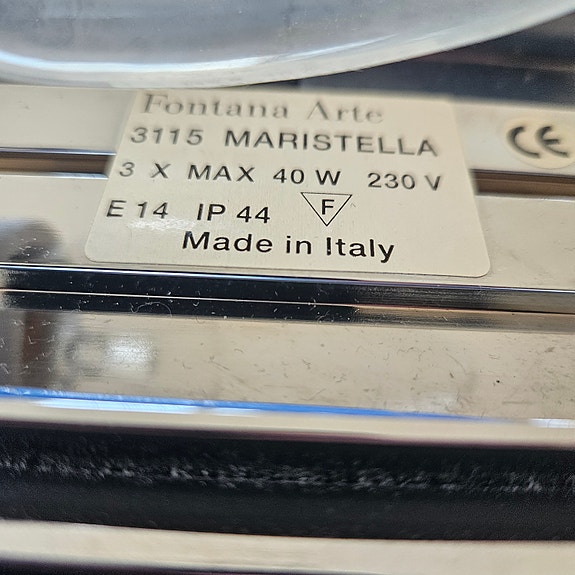 Fontana Arte
3115 MARISTELLA
CE
3 X MAX 40 W 230 V
E 14 IP 44 F
Made in Italy